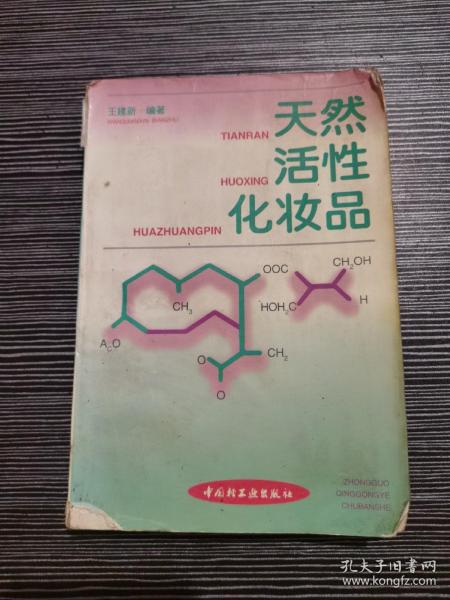 王建新 编著
WANGJIANXIN BIANZHU
TIANRAN 天然
HUOXING 活性
HUAZHUANGPIN 化妆品
OOC
CH2OH
CH3
HOH2C
H
ACO
O
CH2
O
中国轻工业出版社
ZHONGGUO
QINGGONGYE
CHUBANSHE
孔夫子旧书网
www.kongfz.com